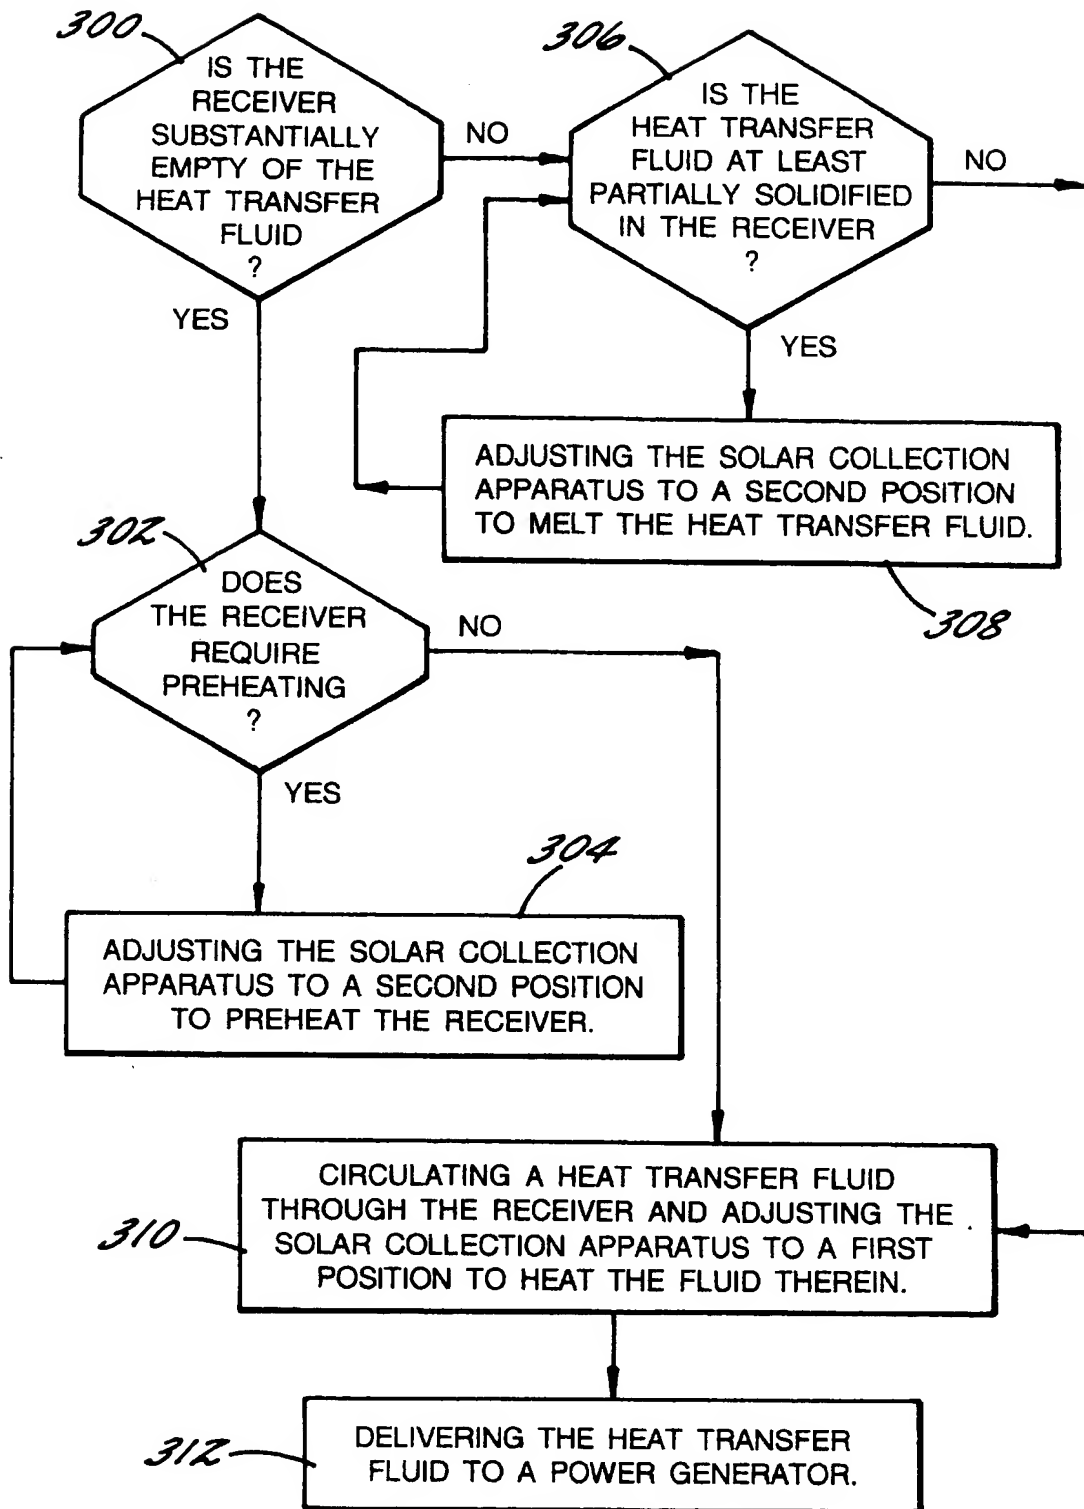 300
IS THE
RECEIVER
SUBSTANTIALLY
EMPTY OF THE
HEAT TRANSFER
FLUID
?
NO
YES
306
IS THE
HEAT TRANSFER
FLUID AT LEAST
PARTIALLY SOLIDIFIED
IN THE RECEIVER
?
NO
YES
ADJUSTING THE SOLAR COLLECTION
APPARATUS TO A SECOND POSITION
TO MELT THE HEAT TRANSFER FLUID.
308
302
DOES
THE RECEIVER
REQUIRE
PREHEATING
?
NO
YES
304
ADJUSTING THE SOLAR COLLECTION
APPARATUS TO A SECOND POSITION
TO PREHEAT THE RECEIVER.
310
CIRCULATING A HEAT TRANSFER FLUID
THROUGH THE RECEIVER AND ADJUSTING THE
SOLAR COLLECTION APPARATUS TO A FIRST
POSITION TO HEAT THE FLUID THEREIN.
312
DELIVERING THE HEAT TRANSFER
FLUID TO A POWER GENERATOR.